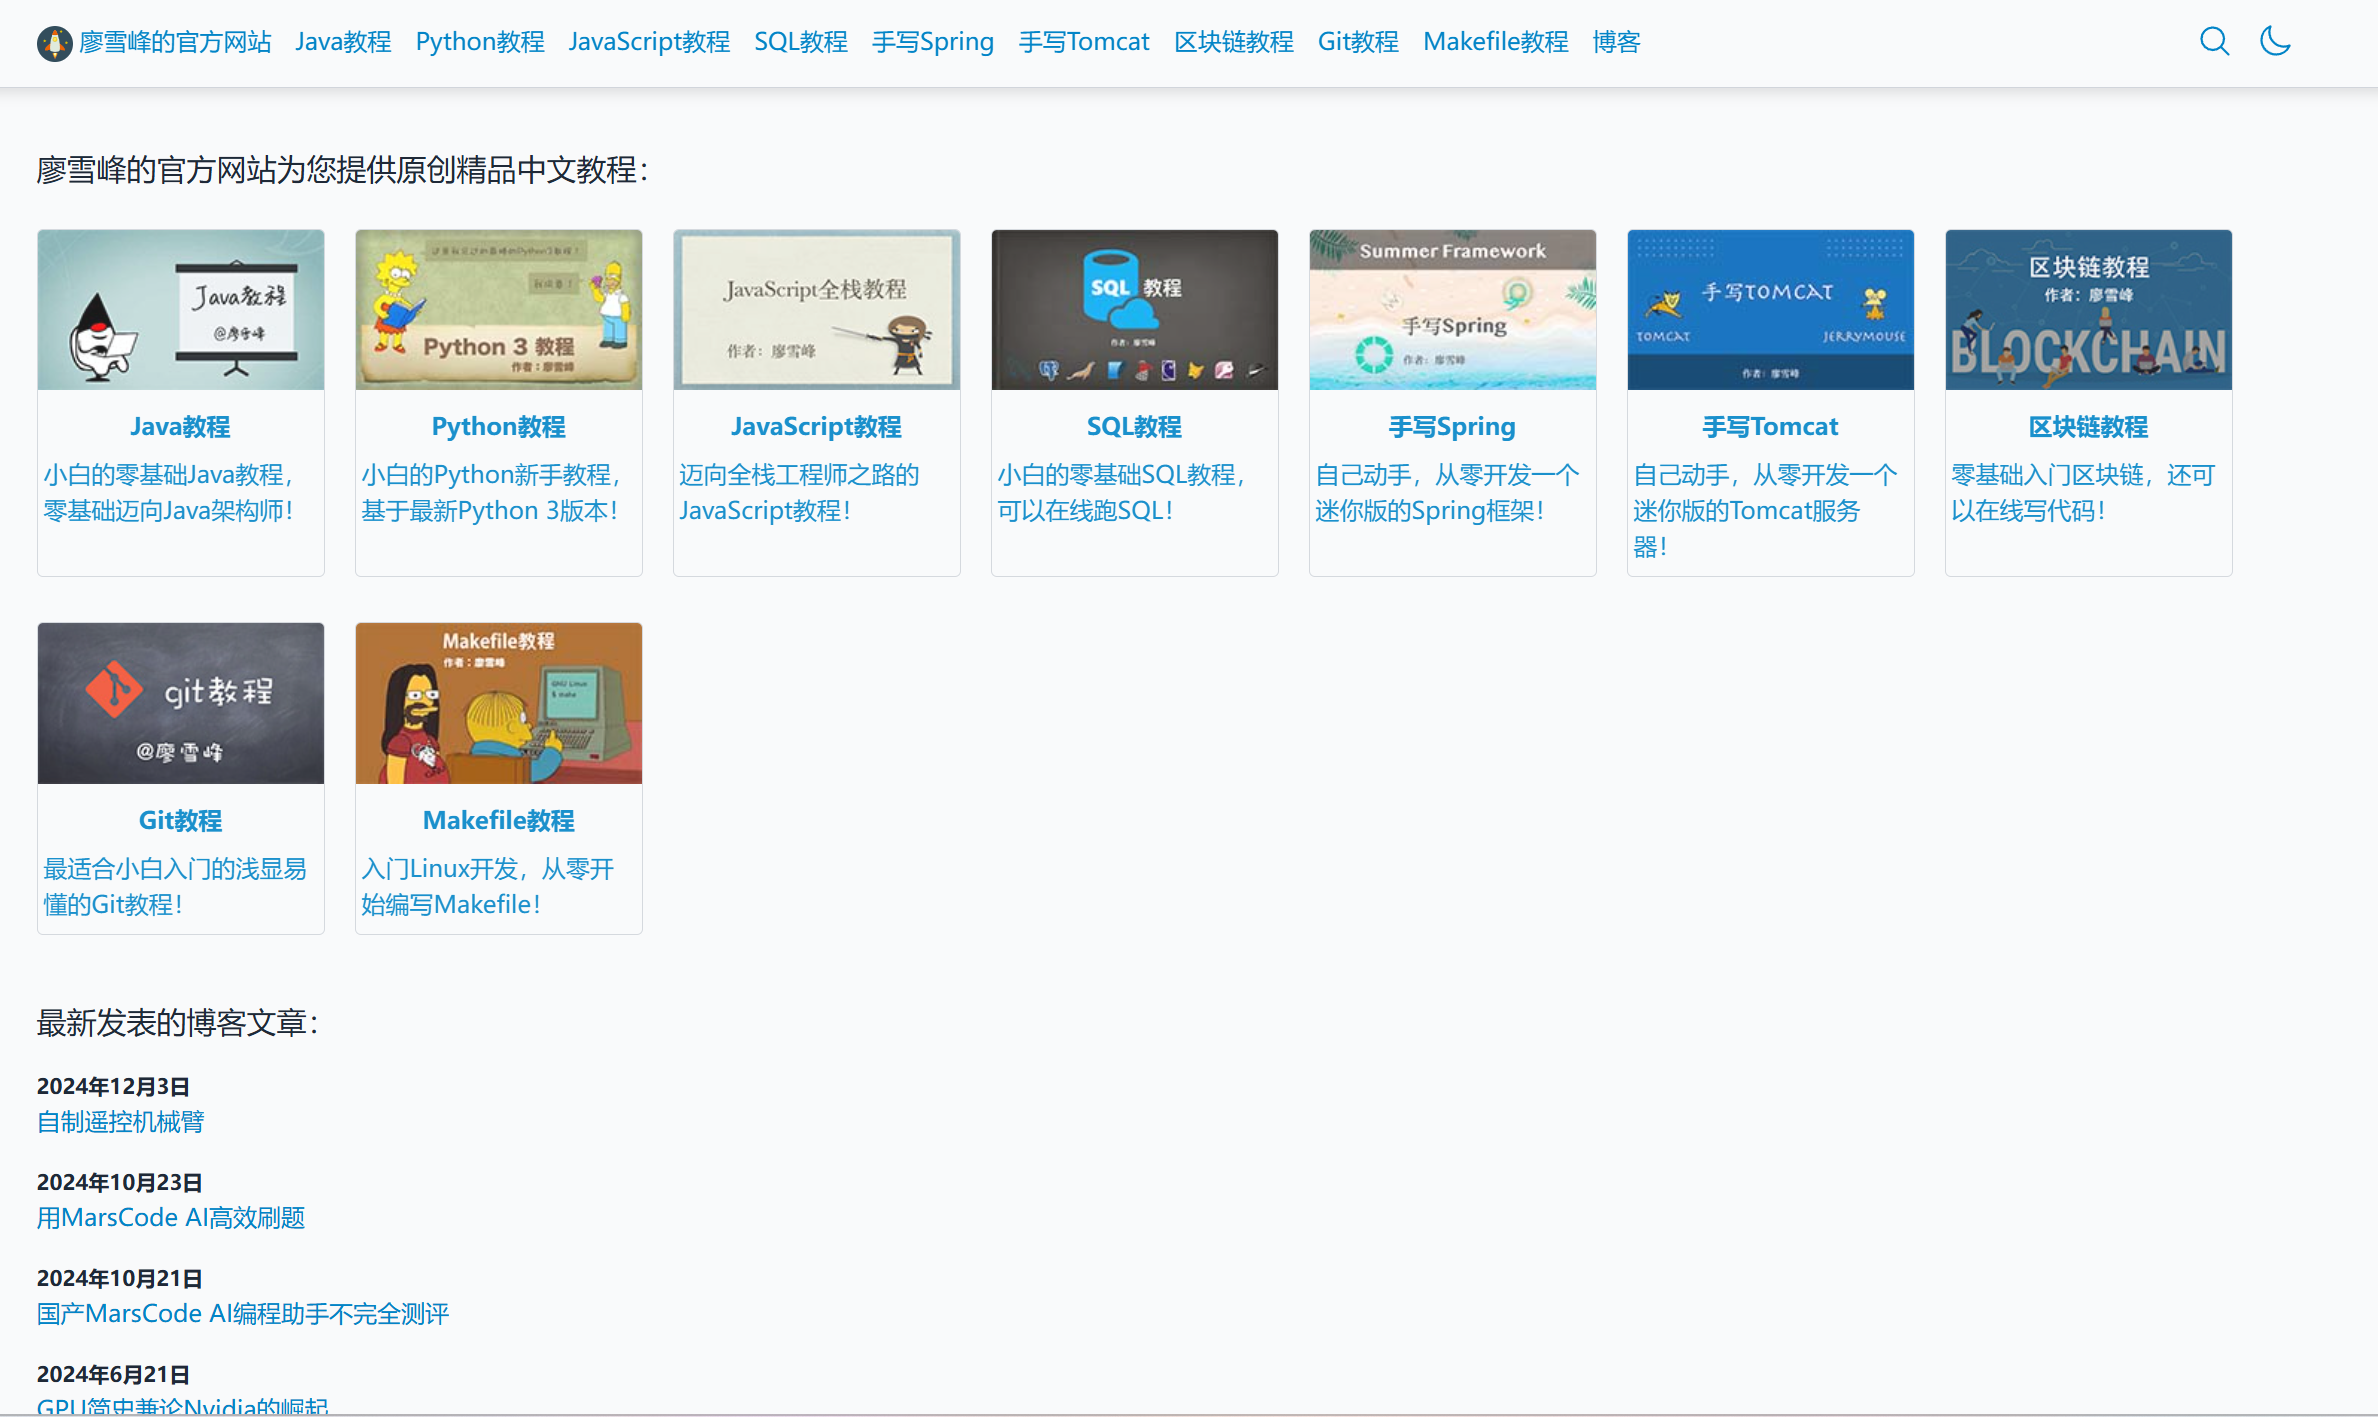 廖雪峰的官方网站 Java教程 Python教程 JavaScript教程 SQL教程 手写Spring 手写Tomcat 区块链教程 Git教程 Makefile教程 博客
廖雪峰的官方网站为您提供原创精品中文教程：
Java教程
@廖雪峰
Java教程
小白的零基础Java教程，
零基础迈向Java架构师！
Python 3 教程
作者：廖雪峰
Python教程
小白的Python新手教程，
基于最新Python 3版本！
JavaScript全栈教程
作者：廖雪峰
JavaScript教程
迈向全栈工程师之路的
JavaScript教程！
SQL 教程
作者：廖雪峰
SQL教程
小白的零基础SQL教程，
可以在线跑SQL！
Summer Framework
手写Spring
作者：廖雪峰
手写Spring
自己动手，从零开发一个
迷你版的Spring框架！
手写TOMCAT
TOMCAT
JERRYMOUSE
作者：廖雪峰
手写Tomcat
自己动手，从零开发一个
迷你版的Tomcat服务
器！
区块链教程
作者：廖雪峰
BLOCKCHAIN
区块链教程
零基础入门区块链，还可
以在线写代码！
git教程
@廖雪峰
Git教程
最适合小白入门的浅显易
懂的Git教程！
Makefile教程
作者：廖雪峰
GNU Linux
$ make
Makefile教程
入门Linux开发，从零开
始编写Makefile！
最新发表的博客文章：
2024年12月3日
自制遥控机械臂
2024年10月23日
用MarsCode AI高效刷题
2024年10月21日
国产MarsCode AI编程助手不完全测评
2024年6月21日
GPU简史兼论Nvidia的崛起